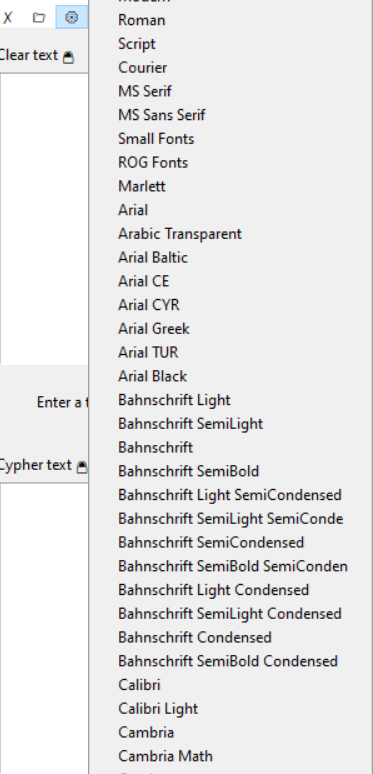 X
Roman
Clear text
Script
Courier
MS Serif
MS Sans Serif
Small Fonts
ROG Fonts
Marlett
Arial
Arabic Transparent
Arial Baltic
Arial CE
Arial CYR
Arial Greek
Arial TUR
Arial Black
Enter a
Bahnschrift Light
Bahnschrift SemiLight
Bahnschrift
Cypher text
Bahnschrift SemiBold
Bahnschrift Light SemiCondensed
Bahnschrift SemiLight SemiConde
Bahnschrift SemiCondensed
Bahnschrift SemiBold SemiConden
Bahnschrift Light Condensed
Bahnschrift SemiLight Condensed
Bahnschrift Condensed
Bahnschrift SemiBold Condensed
Calibri
Calibri Light
Cambria
Cambria Math